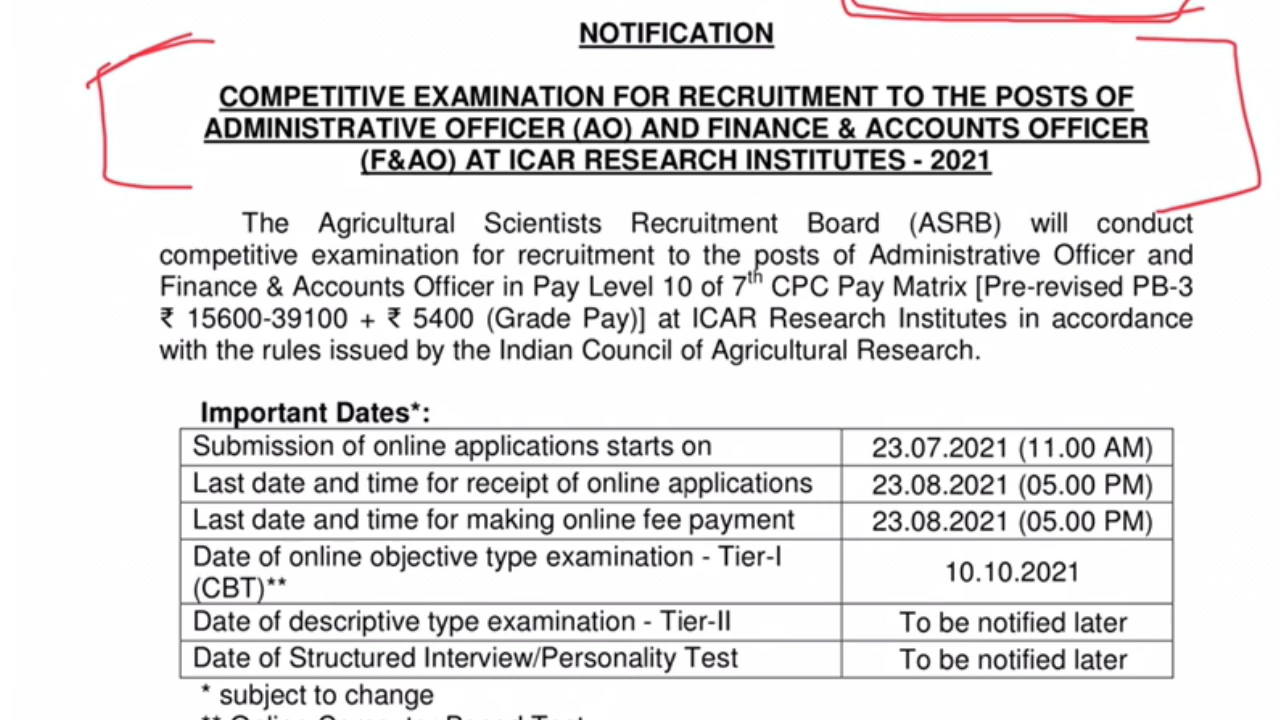 NOTIFICATION
COMPETITIVE EXAMINATION FOR RECRUITMENT TO THE POSTS OF
ADMINISTRATIVE OFFICER (AO) AND FINANCE & ACCOUNTS OFFICER
(F&AO) AT ICAR RESEARCH INSTITUTES - 2021
The Agricultural Scientists Recruitment Board (ASRB) will conduct
competitive examination for recruitment to the posts of Administrative Officer and
Finance & Accounts Officer in Pay Level 10 of 7th CPC Pay Matrix [Pre-revised PB-3
₹ 15600-39100 + ₹ 5400 (Grade Pay)] at ICAR Research Institutes in accordance
with the rules issued by the Indian Council of Agricultural Research.
Important Dates*:
Submission of online applications starts on 23.07.2021 (11.00 AM)
Last date and time for receipt of online applications 23.08.2021 (05.00 PM)
Last date and time for making online fee payment 23.08.2021 (05.00 PM)
Date of online objective type examination - Tier-I
(CBT)** 10.10.2021
Date of descriptive type examination - Tier-II To be notified later
Date of Structured Interview/Personality Test To be notified later
* subject to change